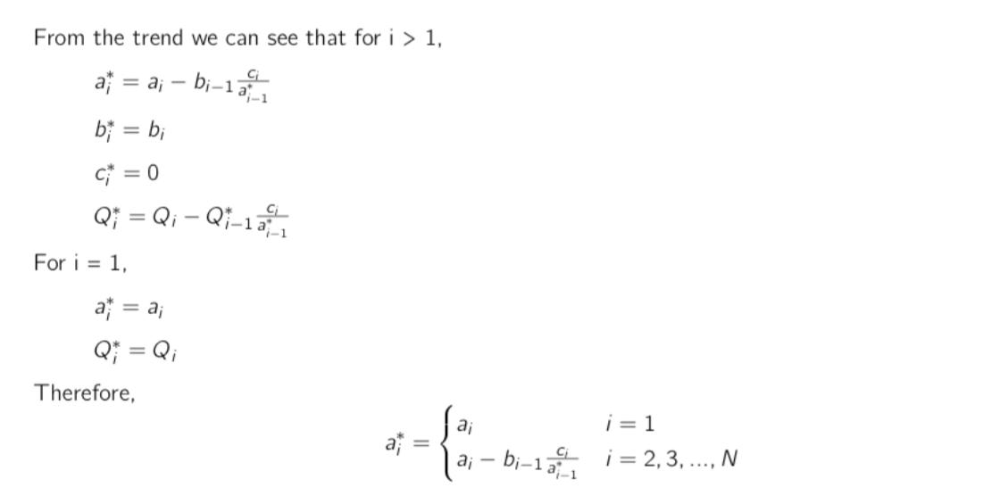 From the trend we can see that for i > 1,
a_i^* = a_i − b_{i−1} \frac{c_i}{a_{i−1}^*}
b_i^* = b_i
c_i^* = 0
Q_i^* = Q_i − Q_{i−1}^* \frac{c_i}{a_{i−1}^*}
For i = 1,
a_i^* = a_i
Q_i^* = Q_i
Therefore,
a_i^* = \begin{cases} a_i & i = 1 \\ a_i − b_{i−1} \frac{c_i}{a_{i−1}^*} & i = 2, 3, ..., N \end{cases}